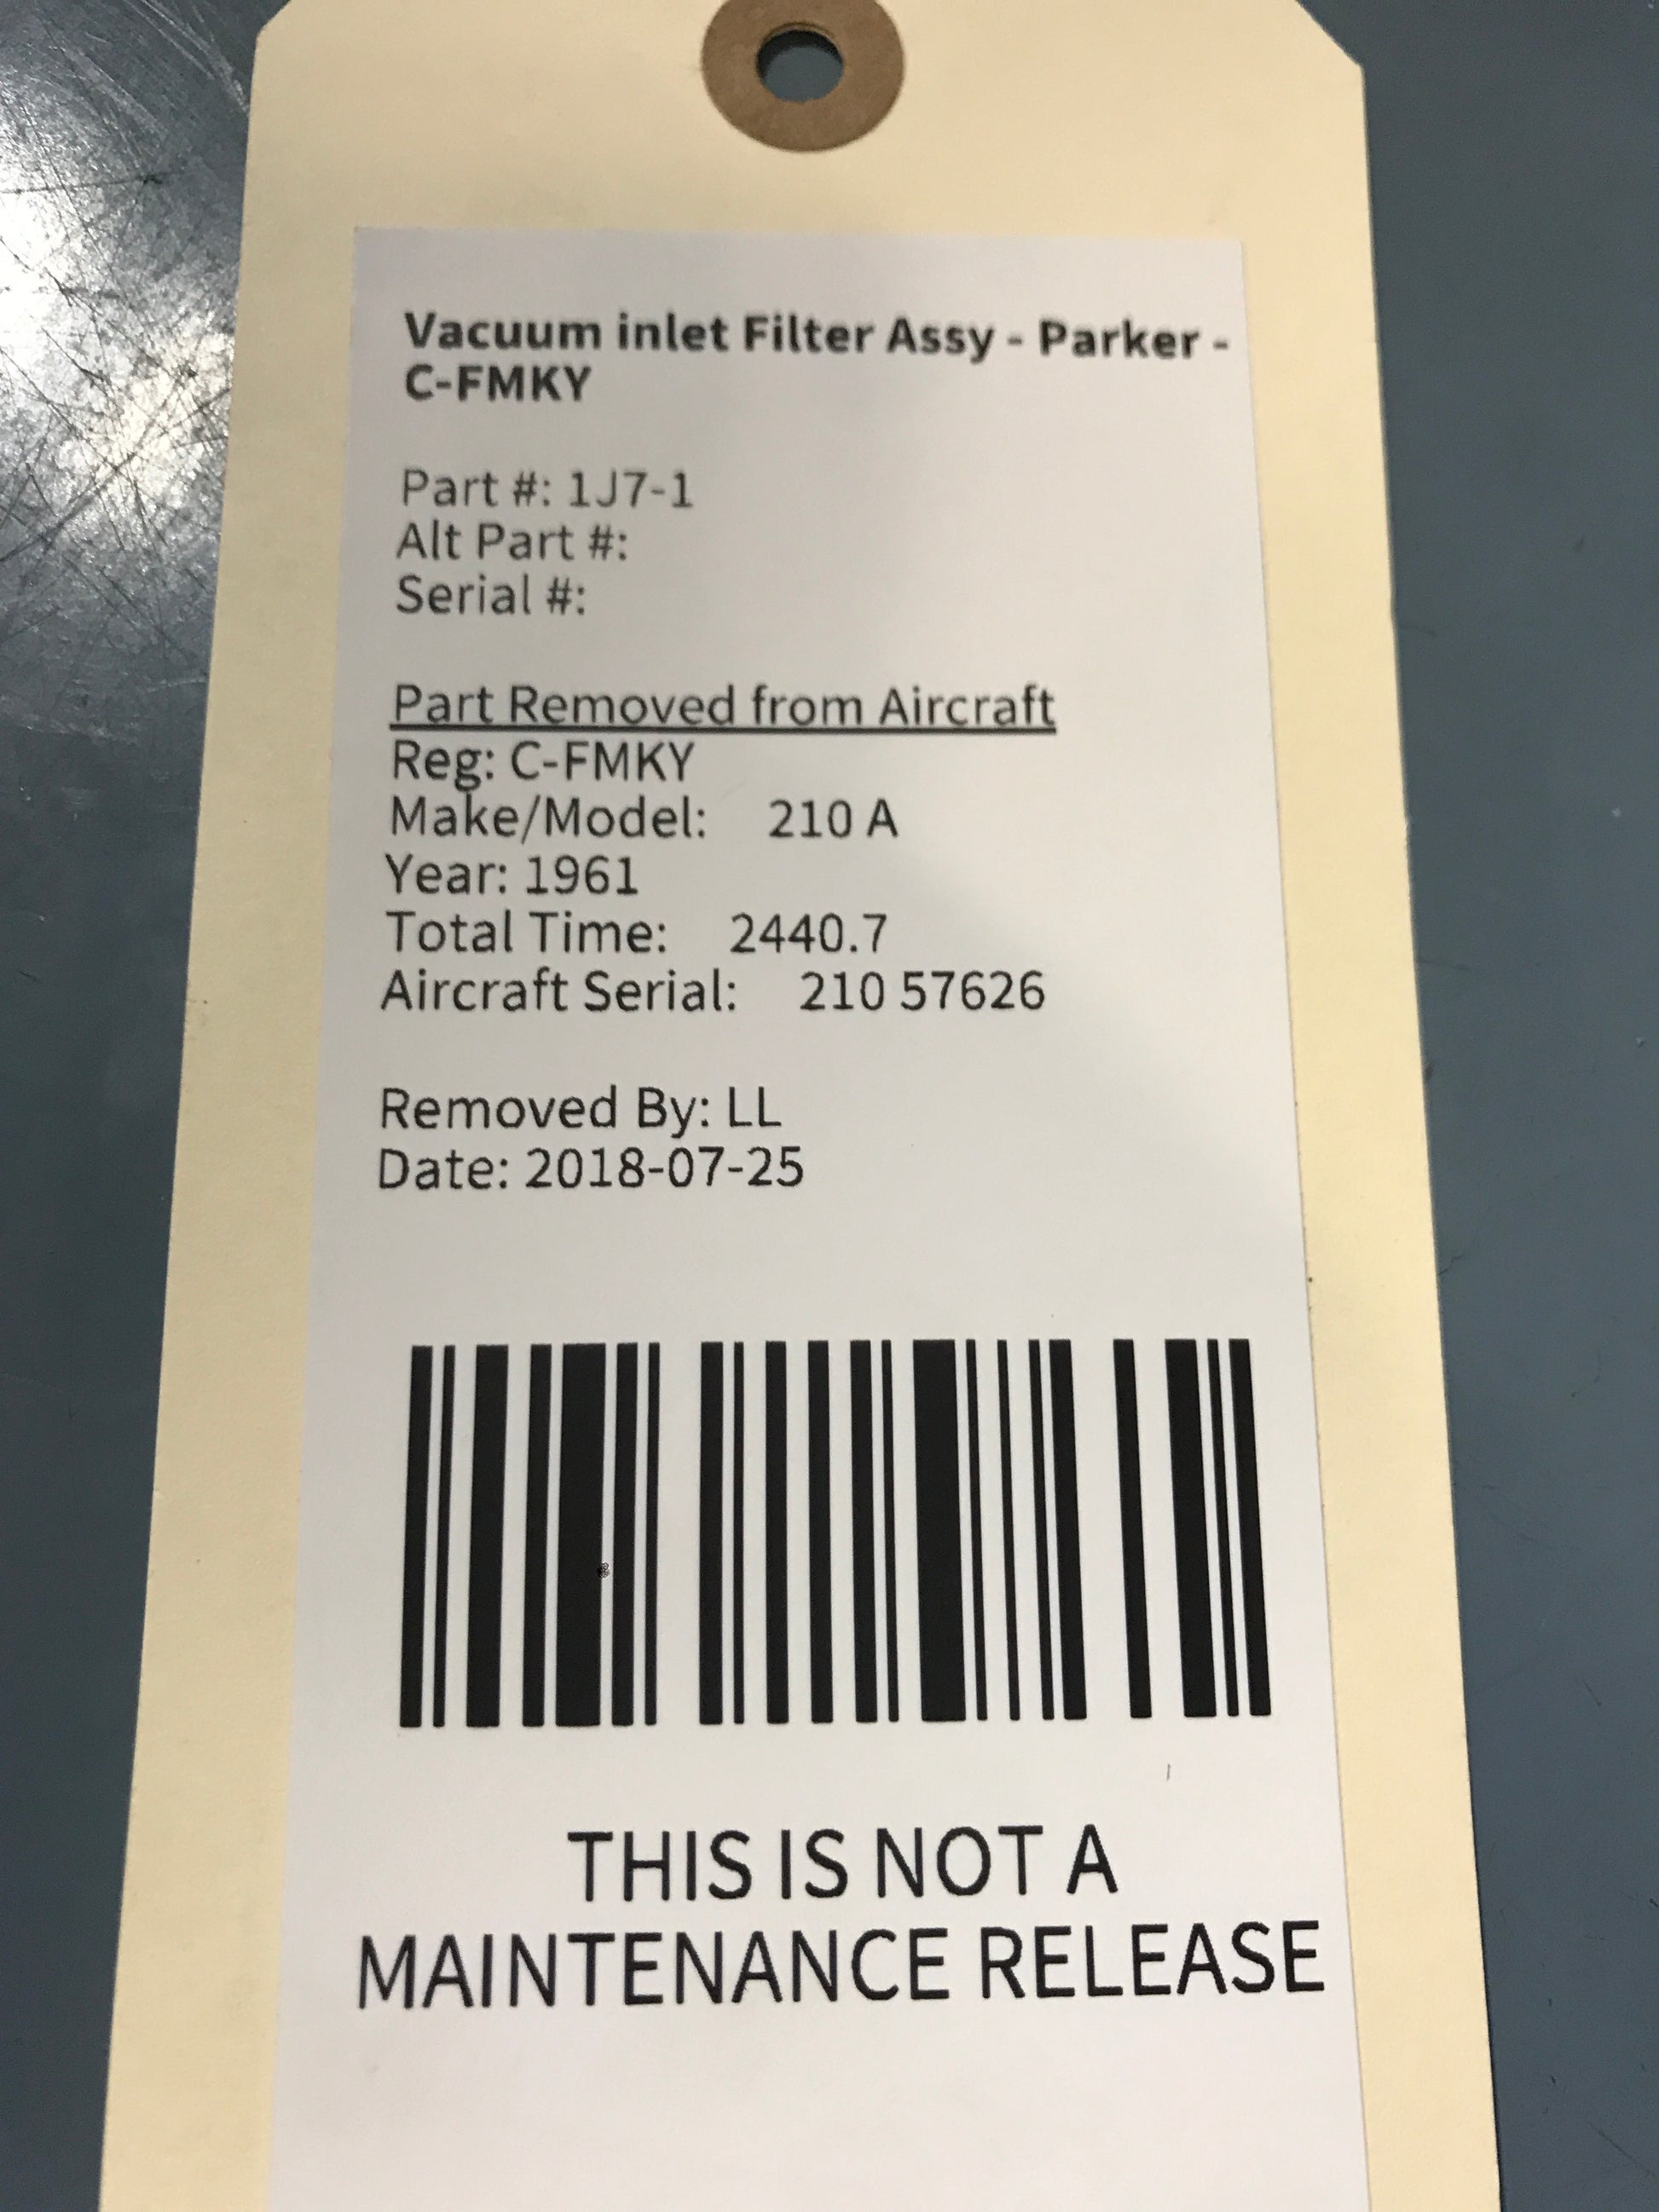 Vacuum inlet Filter Assy - Parker -
C-FMKY
Part #: 1J7-1
Alt Part #:
Serial #:
Part Removed from Aircraft
Reg: C-FMKY
Make/Model: 210 A
Year: 1961
Total Time: 2440.7
Aircraft Serial: 210 57626
Removed By: LL
Date: 2018-07-25
THIS IS NOT A
MAINTENANCE RELEASE